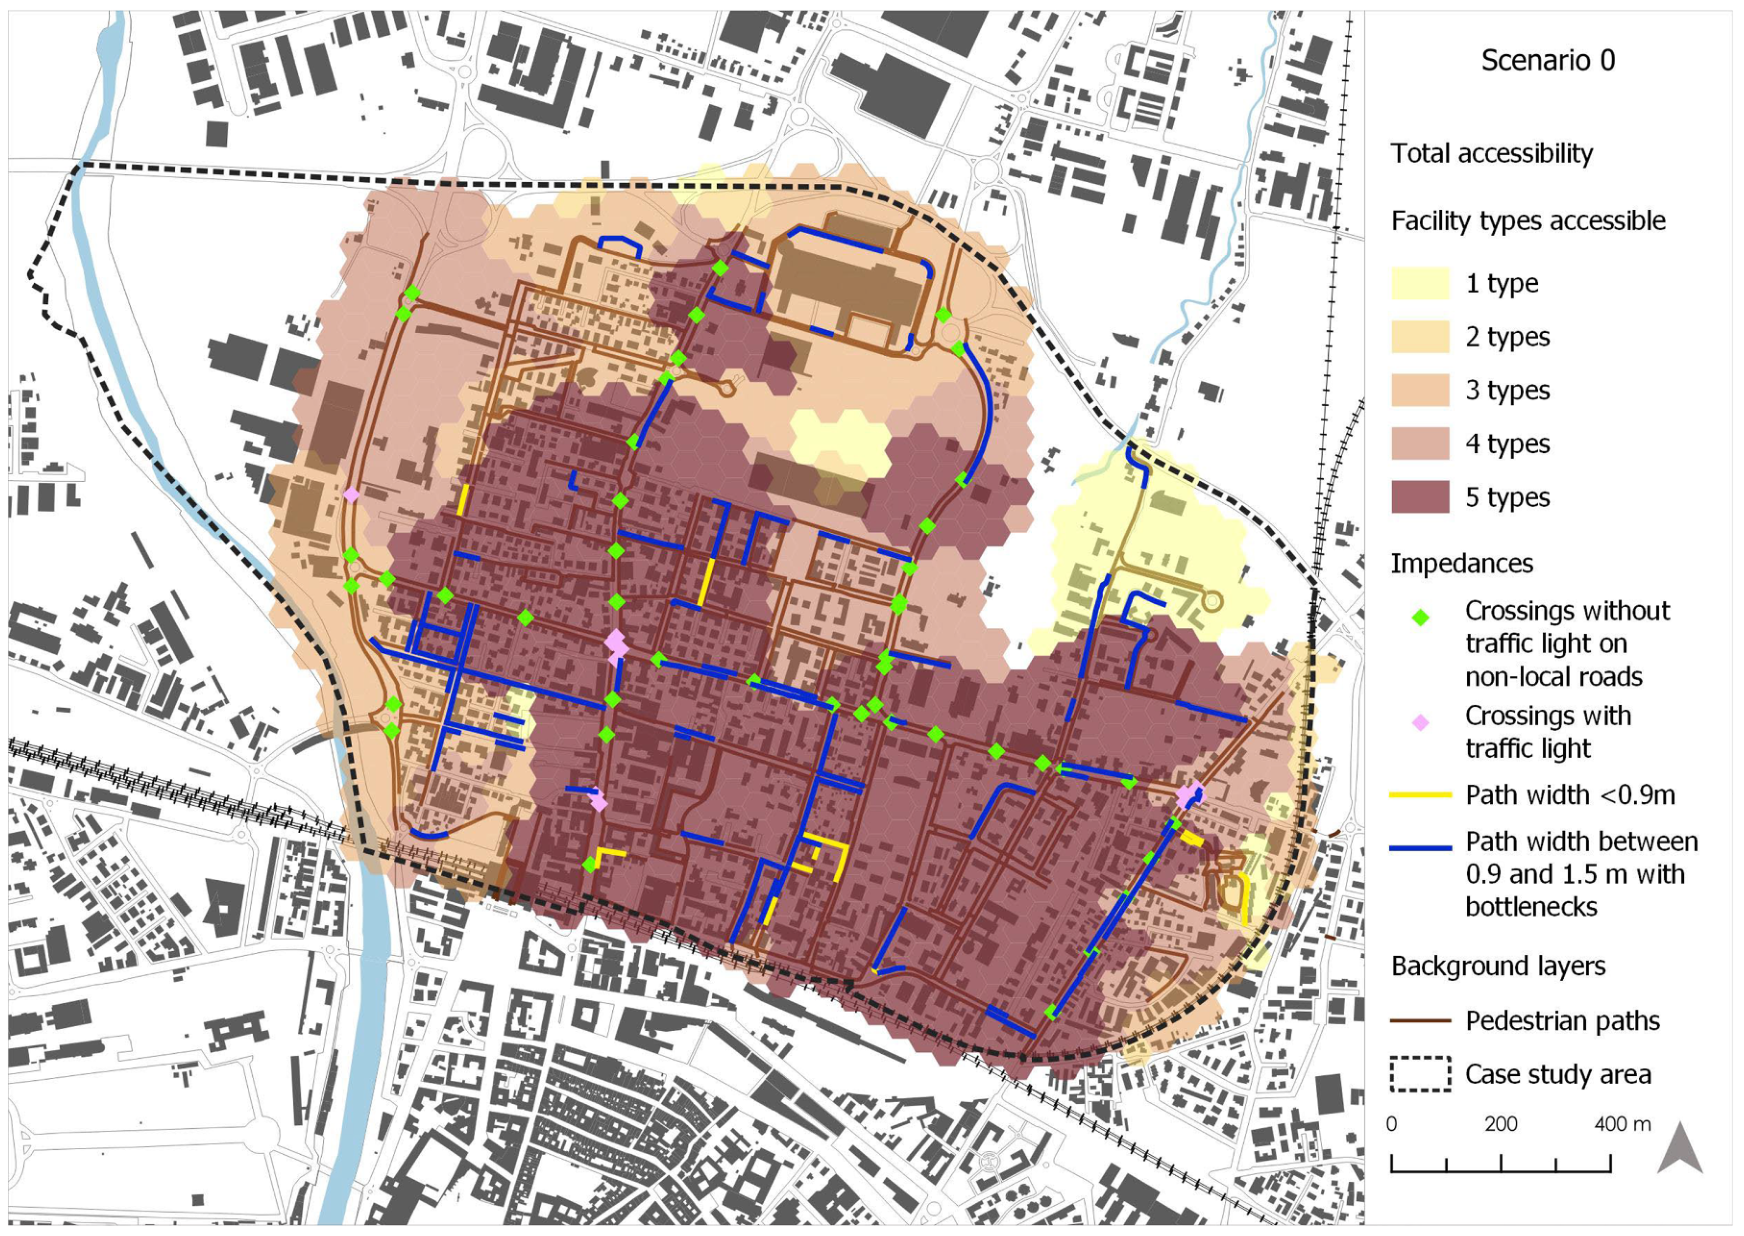 Scenario 0
Total accessibility
Facility types accessible
1 type
2 types
3 types
4 types
5 types
Impedances
Crossings without
traffic light on
non-local roads
Crossings with
traffic light
Path width <0.9m
Path width between
0.9 and 1.5 m with
bottlenecks
Background layers
Pedestrian paths
Case study area
0 200 400 m